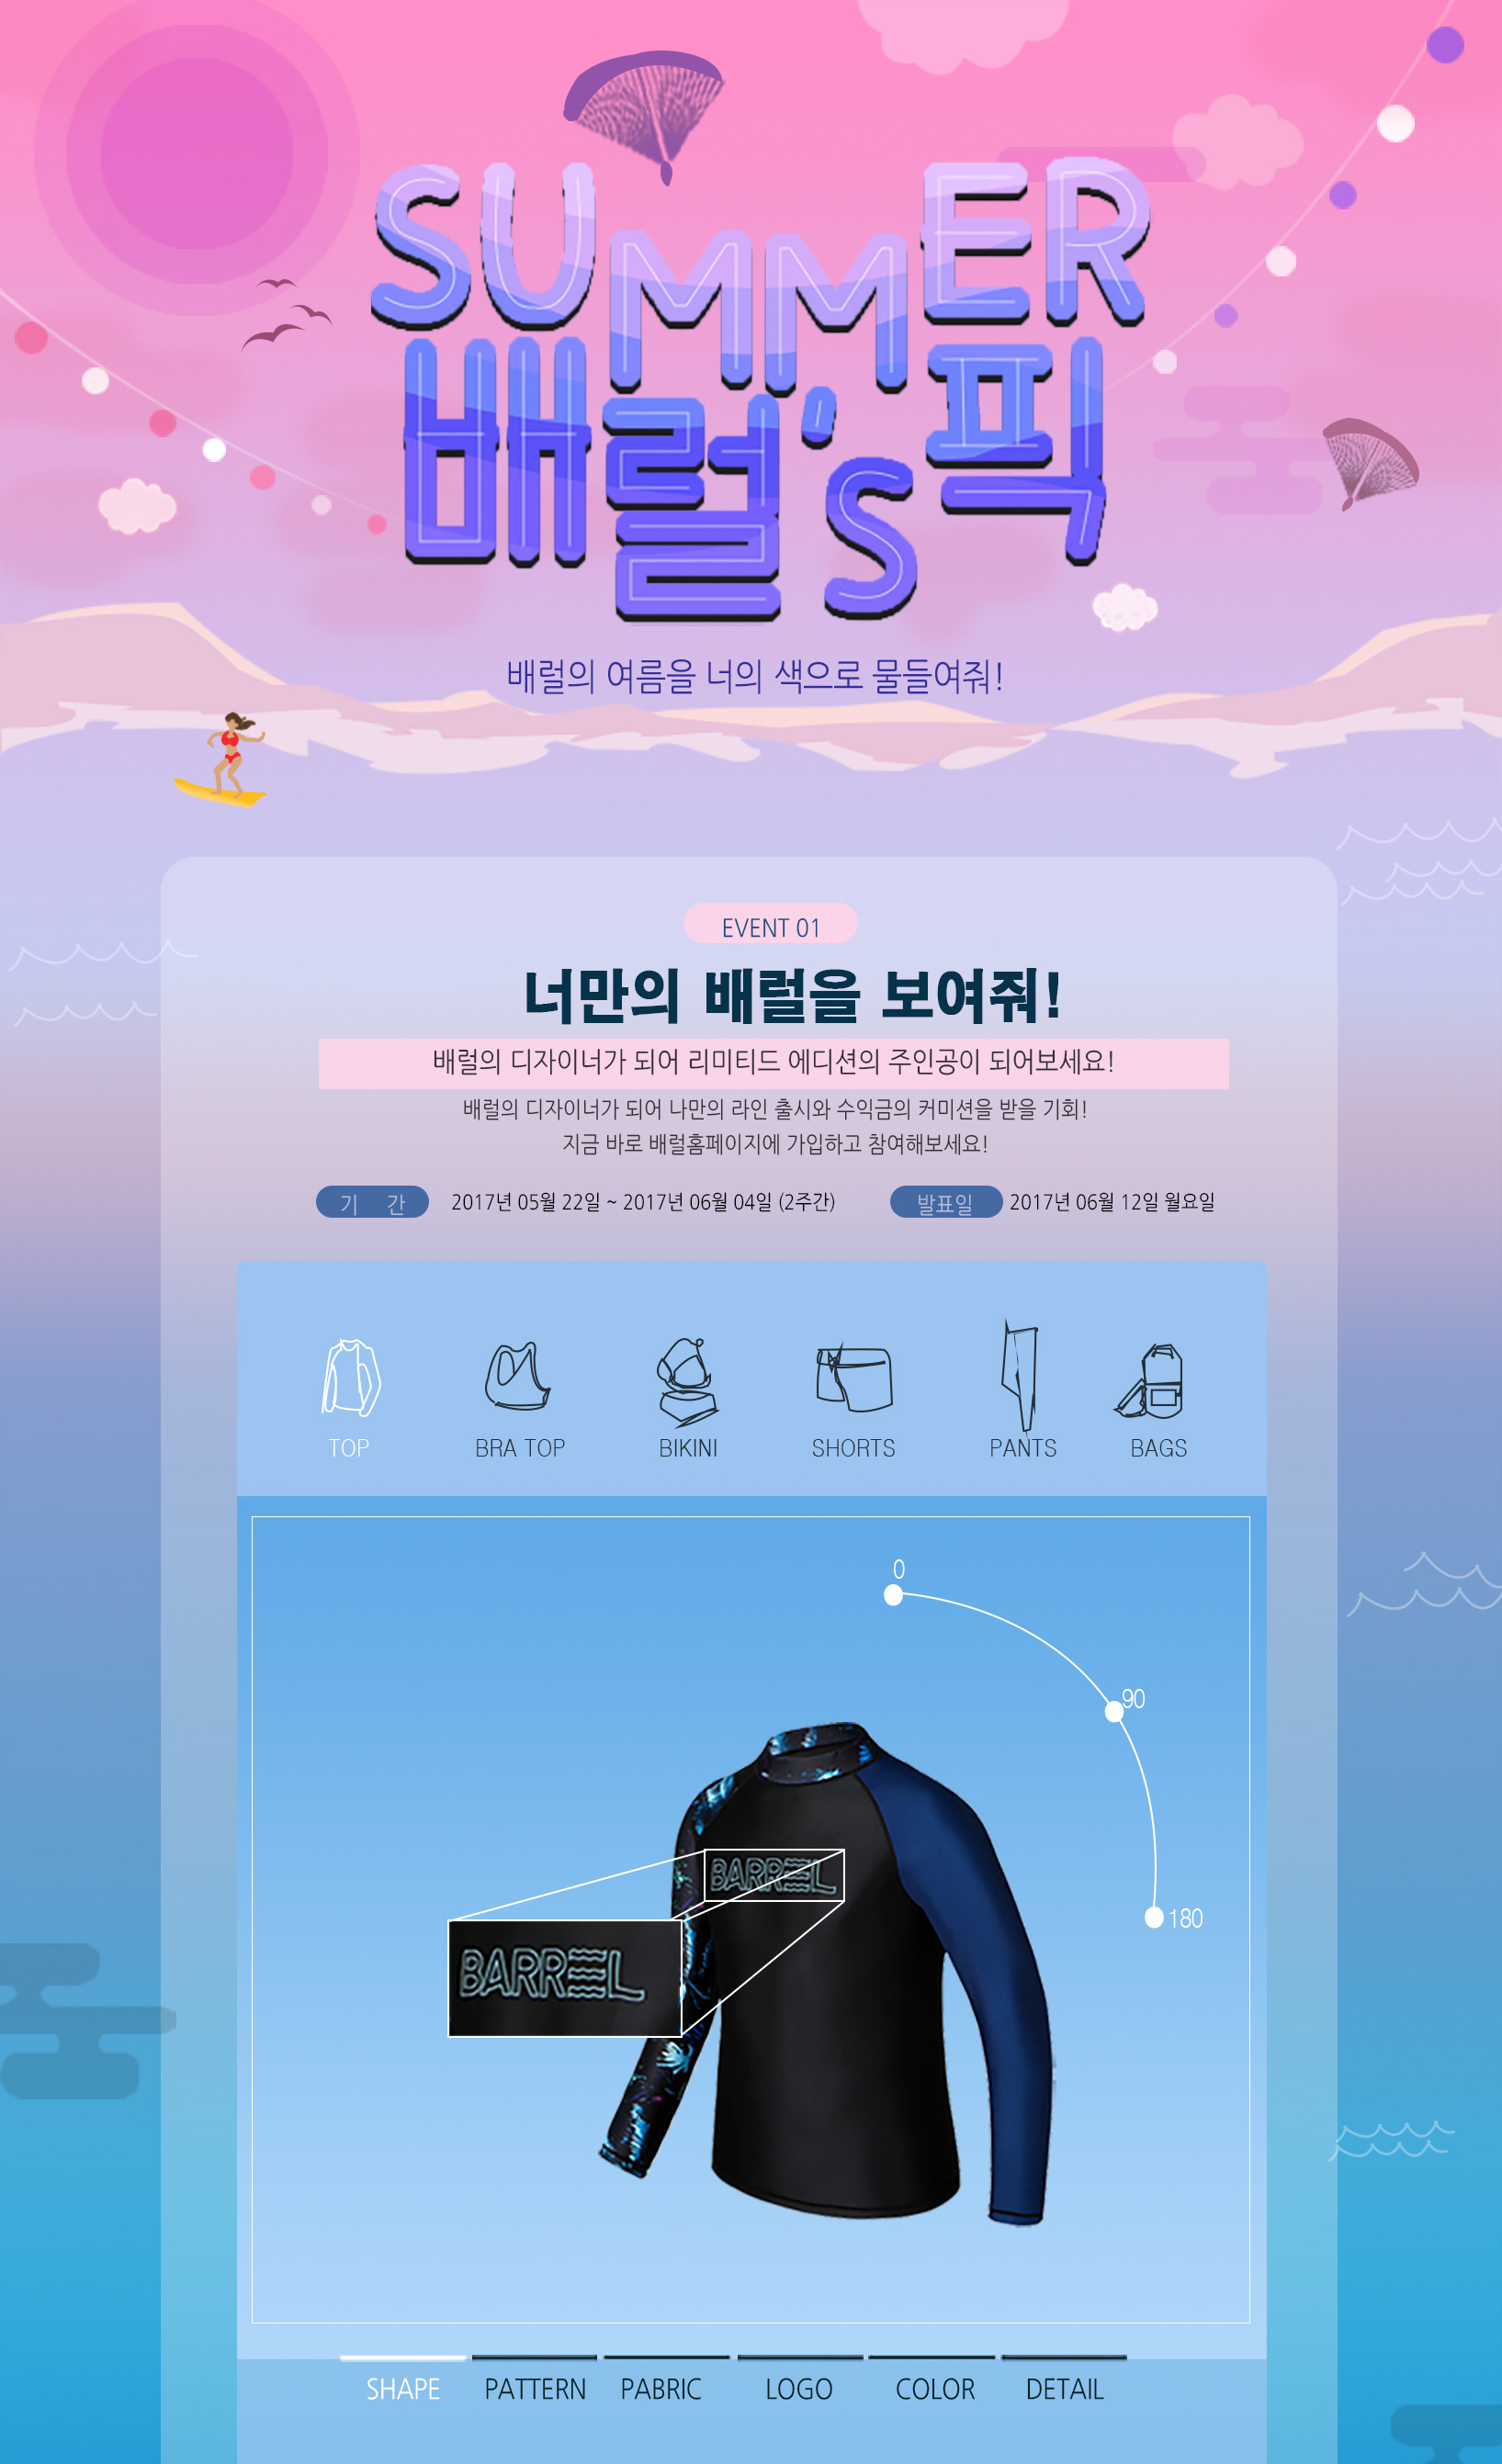 SUMMER
배럴's픽
배럴의 여름을 너의 색으로 물들여줘!
EVENT 01
너만의 배럴을 보여줘!
배럴의 디자이너가 되어 리미티드 에디션의 주인공이 되어보세요!
배럴의 디자이너가 되어 나만의 라인 출시와 수익금의 커미션을 받을 기회!
지금 바로 배럴홈페이지에 가입하고 참여해보세요!
기 간 2017년 05월 22일 ~ 2017년 06월 04일 (2주간) 발표일 2017년 06월 12일 월요일
TOP BRA TOP BIKINI SHORTS PANTS BAGS
0
90
BARREL
180
BARREL
SHAPE PATTERN PABRIC LOGO COLOR DETAIL